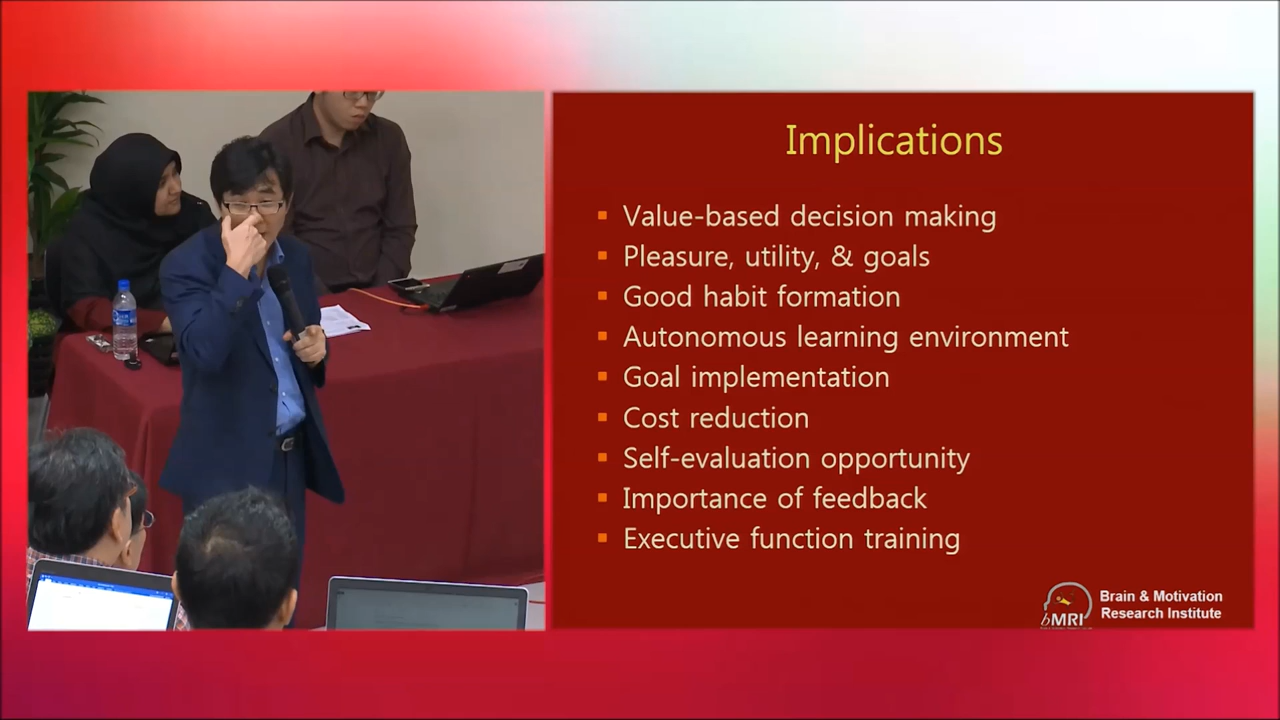 Implications
▪ Value-based decision making
▪ Pleasure, utility, & goals
▪ Good habit formation
▪ Autonomous learning environment
▪ Goal implementation
▪ Cost reduction
▪ Self-evaluation opportunity
▪ Importance of feedback
▪ Executive function training
bMRI
Brain & Motivation
Research Institute